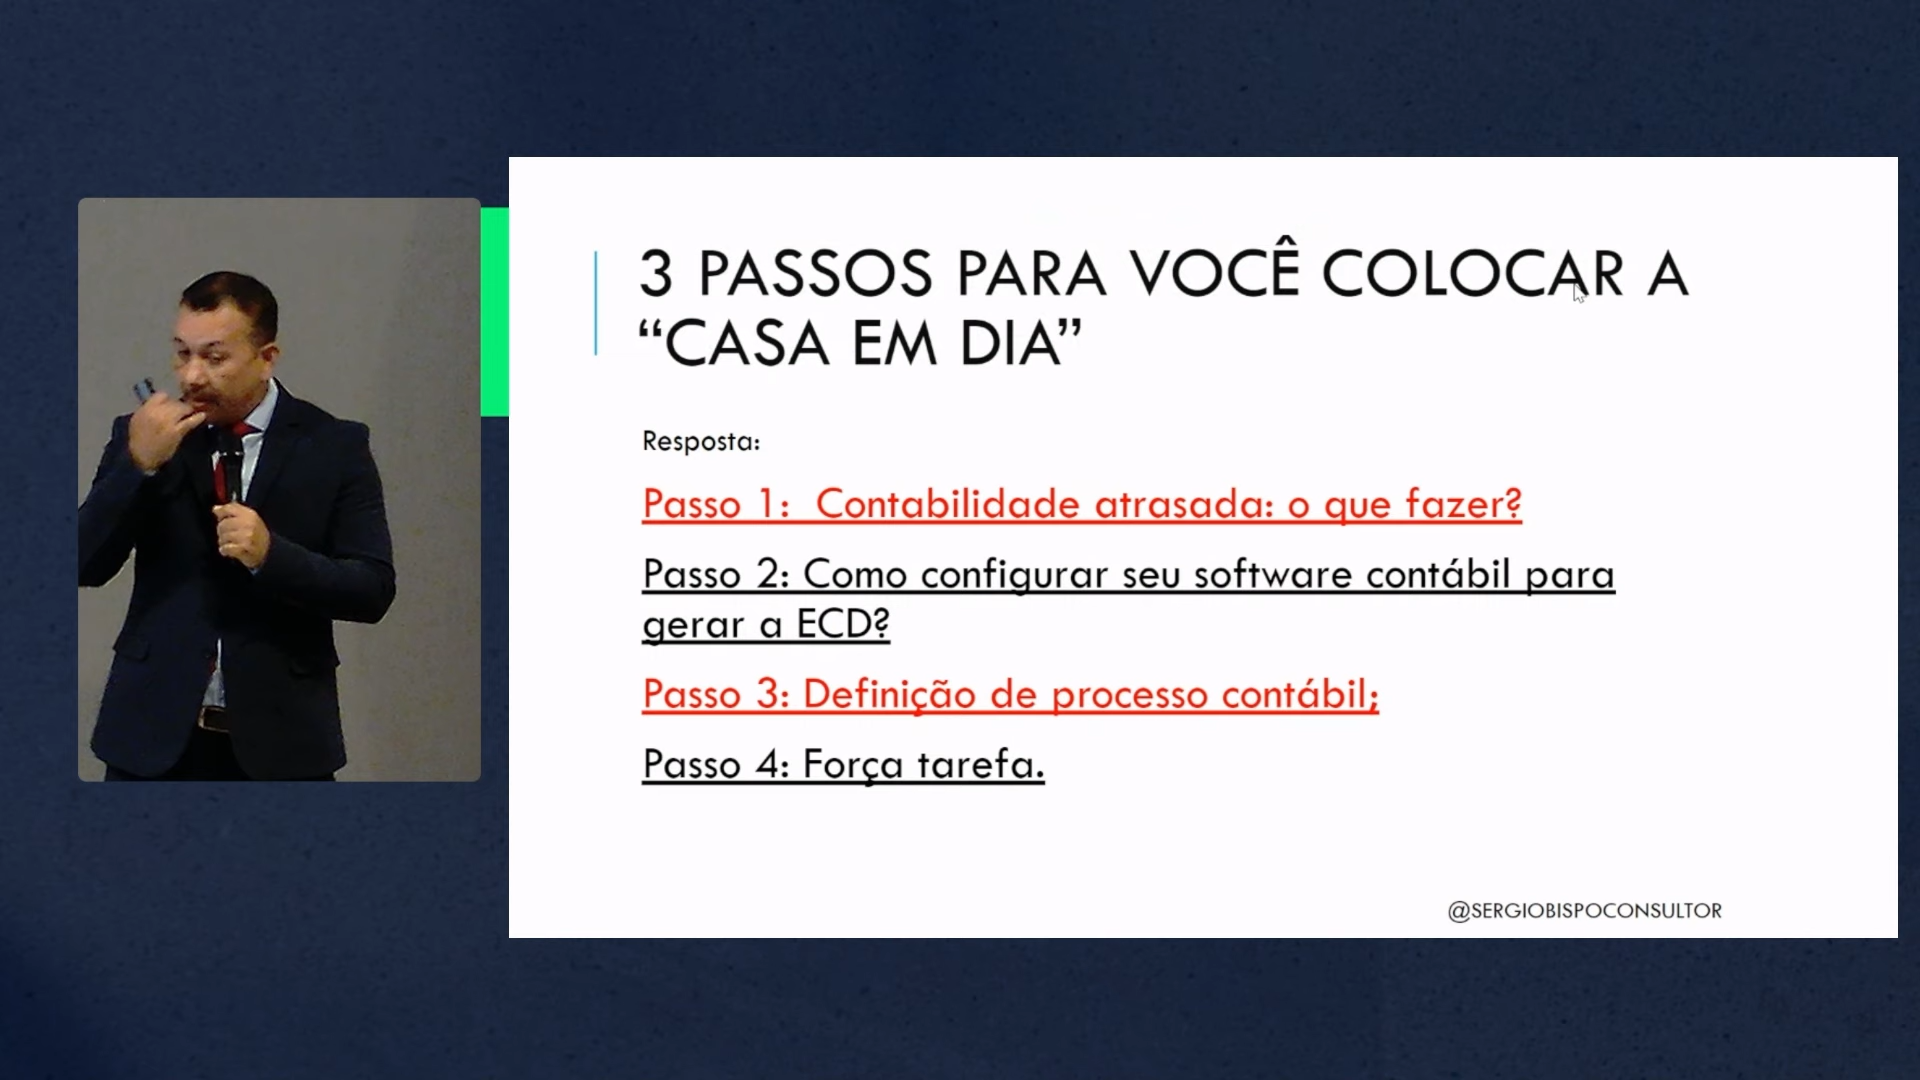 3 PASSOS PARA VOCÊ COLOCAR A
“CASA EM DIA”
Resposta:
Passo 1:  Contabilidade atrasada: o que fazer?
Passo 2: Como configurar seu software contábil para
gerar a ECD?
Passo 3: Definição de processo contábil;
Passo 4: Força tarefa.
@SERGIOBISPOCONSULTOR